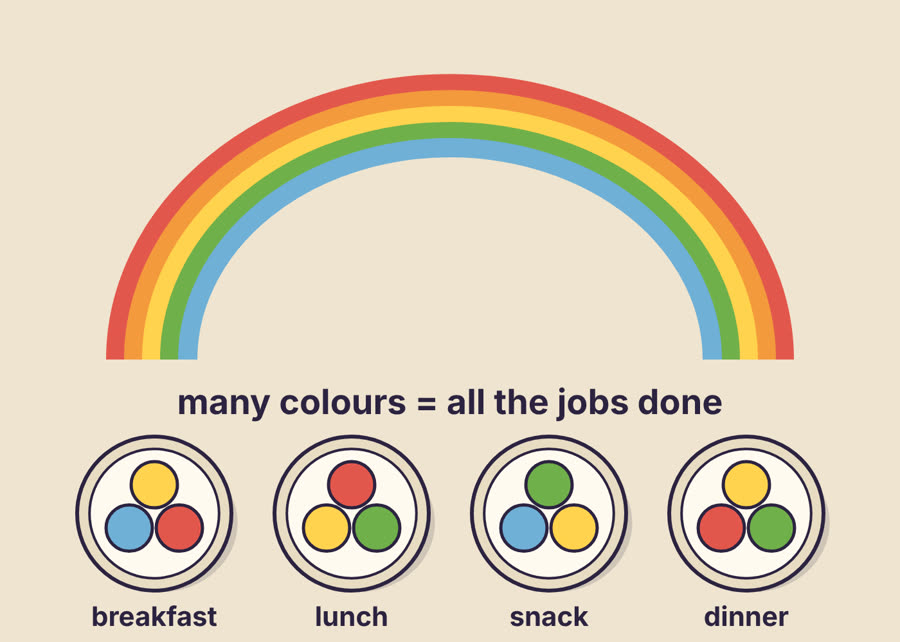 many colours = all the jobs done
breakfast lunch snack dinner